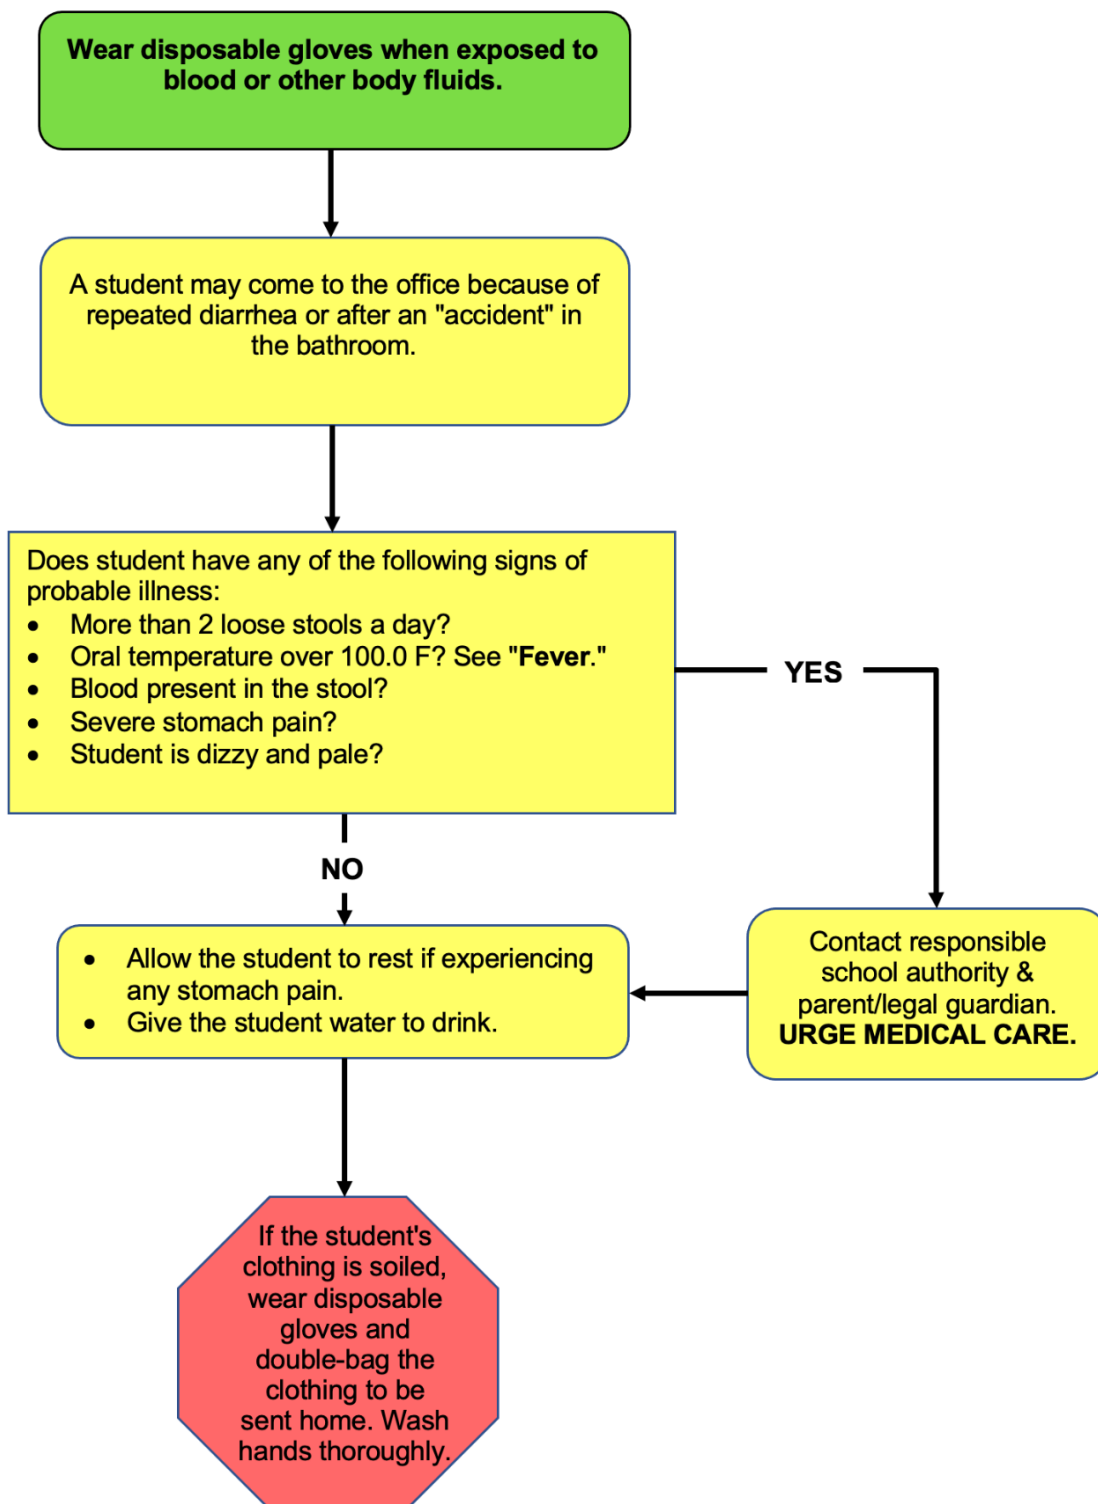 Wear disposable gloves when exposed to
blood or other body fluids.
A student may come to the office because of
repeated diarrhea or after an "accident" in
the bathroom.
Does student have any of the following signs of
probable illness:
• More than 2 loose stools a day?
• Oral temperature over 100.0 F? See "Fever."
• Blood present in the stool?
• Severe stomach pain?
• Student is dizzy and pale?
YES
NO
• Allow the student to rest if experiencing
any stomach pain.
• Give the student water to drink.
Contact responsible
school authority &
parent/legal guardian.
URGE MEDICAL CARE.
If the student's
clothing is soiled,
wear disposable
gloves and
double-bag the
clothing to be
sent home. Wash
hands thoroughly.